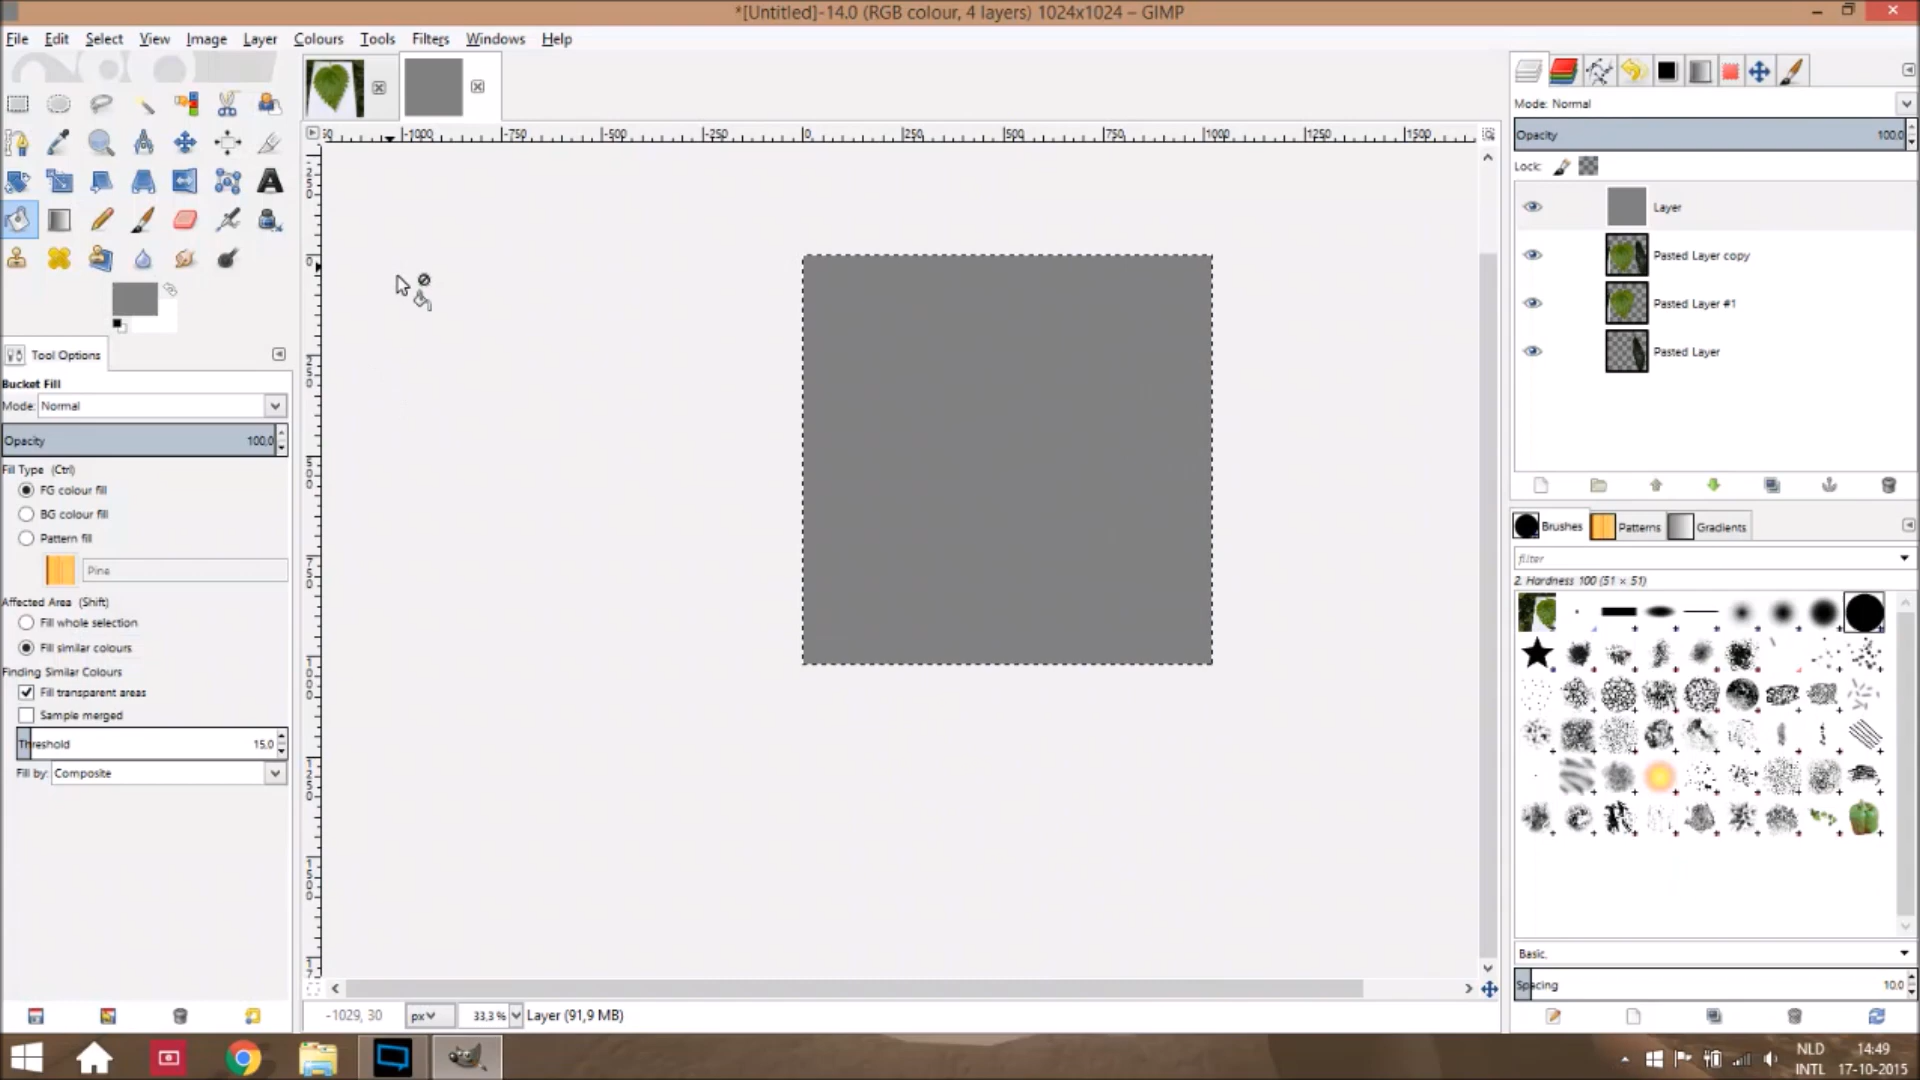 *[Untitled]-14.0 (RGB colour, 4 layers) 1024x1024 – GIMP
File Edit Select View Image Layer Colours Tools Filters Windows Help
-1000 -750 -500 -250 0 250 500 750 1000 1250 1500
Mode: Normal
Opacity 100,0
Lock:
Layer
Pasted Layer copy
Pasted Layer #1
Pasted Layer
Tool Options
Bucket Fill
Mode: Normal
Opacity 100,0
Fill Type (Ctrl)
FG colour fill
BG colour fill
Pattern fill
Pine
Affected Area (Shift)
Fill whole selection
Fill similar colours
Finding Similar Colours
Fill transparent areas
Sample merged
Threshold 15,0
Fill by: Composite
Brushes Patterns Gradients
filter
2. Hardness 100 (51 × 51)
Basic.
Spacing 10,0
-1029, 30 px 33,3 % Layer (91,9 MB)
NLD 14:49
INTL 17-10-2015